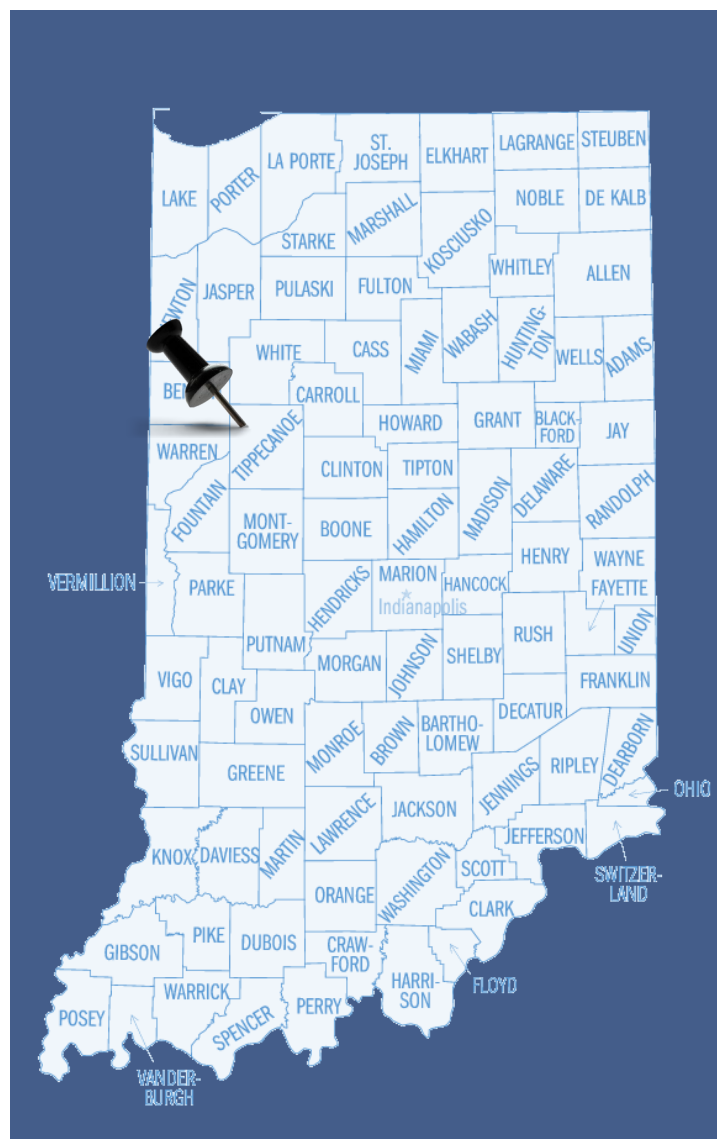 LAGRANGE
STEUBEN
ST.
JOSEPH
ELKHART
LA PORTE
LAKE
PORTER
NOBLE
DE KALB
MARSHALL
KOSCIUSKO
STARKE
WHITLEY
ALLEN
JASPER
PULASKI
FULTON
WABASH
HUNTING-
TON
MIAMI
WHITE
CASS
WELLS
ADAMS
CARROLL
HOWARD
GRANT
BLACK-
FORD
JAY
WARREN
TIPPECANOE
CLINTON
TIPTON
MADISON
DELAWARE
RANDOLPH
FOUNTAIN
MONT-
GOMERY
BOONE
HAMILTON
HENRY
WAYNE
VERMILLION
PARKE
HENDRICKS
MARION
Indianapolis
HANCOCK
FAYETTE
UNION
PUTNAM
RUSH
MORGAN
JOHNSON
SHELBY
VIGO
CLAY
FRANKLIN
OWEN
DECATUR
MONROE
BROWN
BARTHO-
LOMEW
SULLIVAN
GREENE
JENNINGS
RIPLEY
DEARBORN
OHIO
LAWRENCE
JACKSON
JEFFERSON
KNOX
DAVIESS
MARTIN
SCOTT
SWITZER-
LAND
ORANGE
WASHINGTON
CLARK
GIBSON
PIKE
DUBOIS
CRAW-
FORD
HARRI-
SON
FLOYD
WARRICK
POSEY
SPENCER
PERRY
VANDER-
BURGH